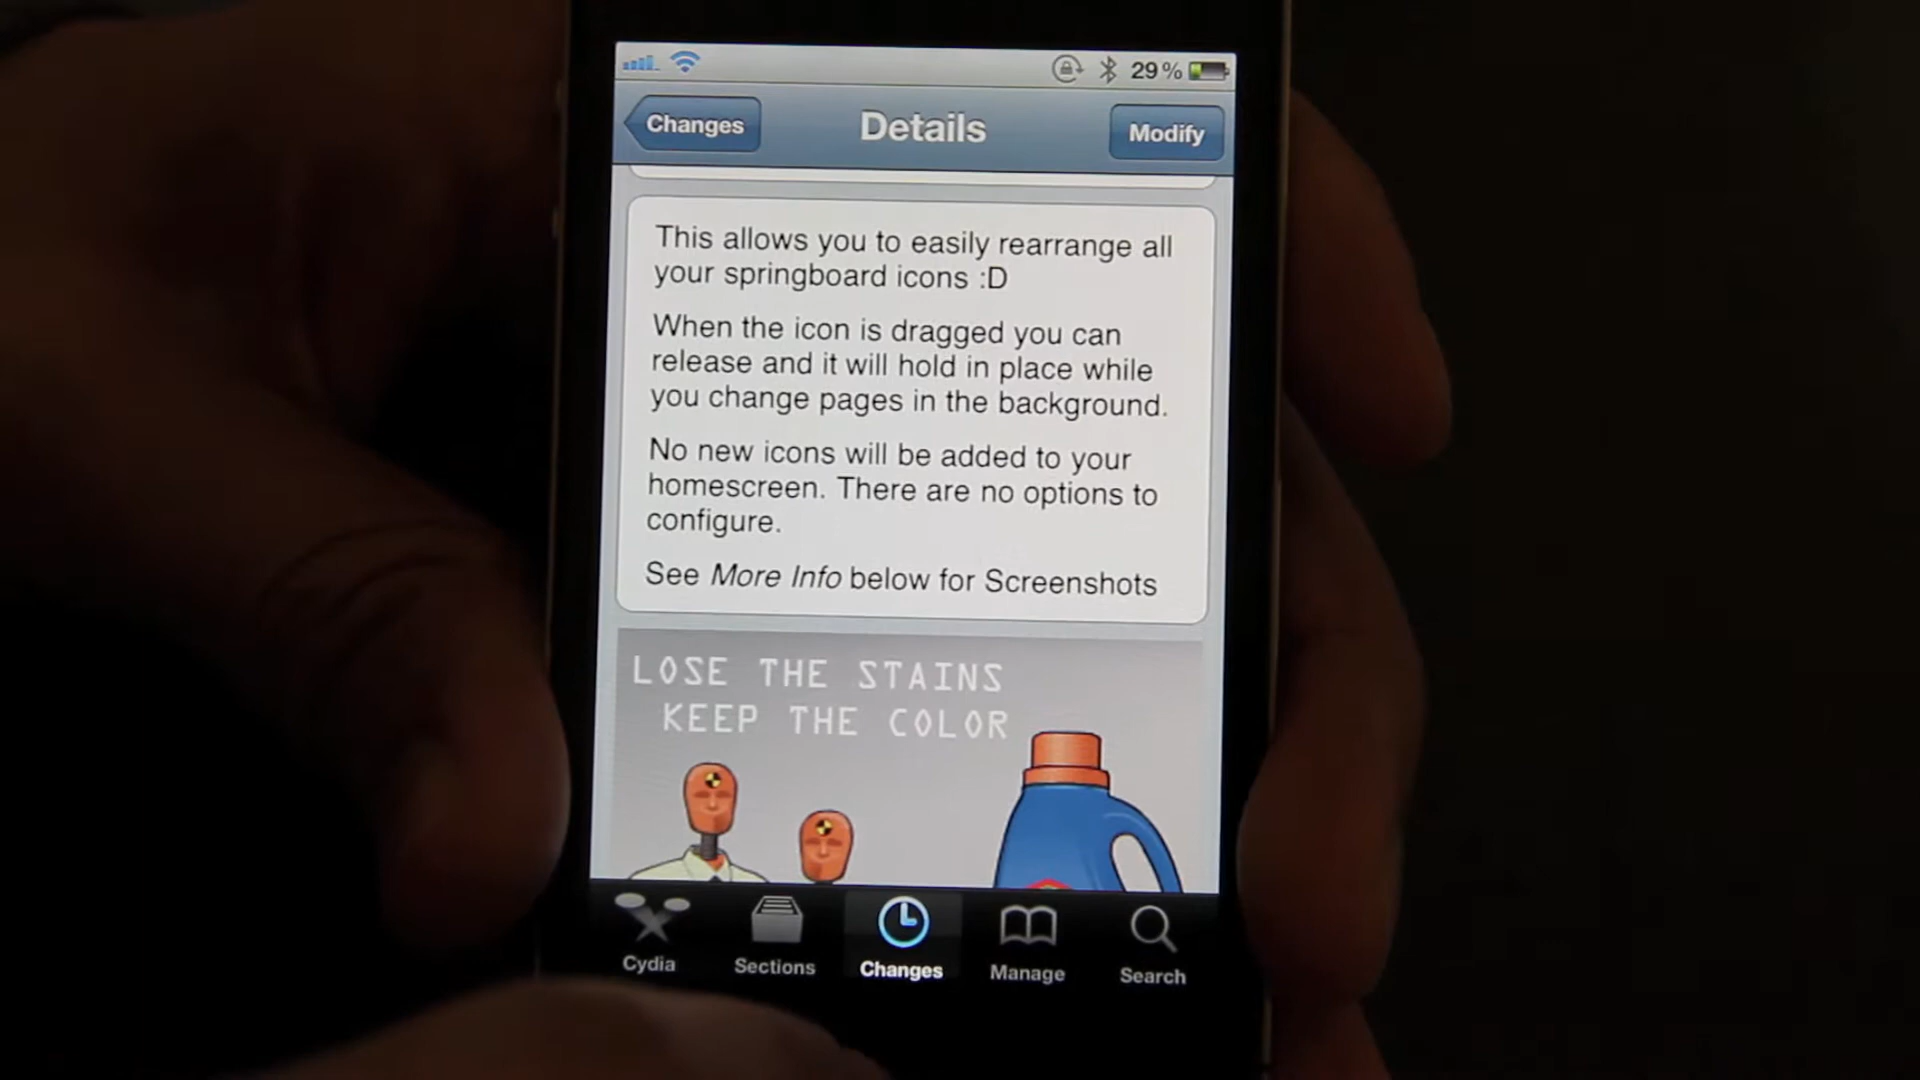 29%
Changes
Details
Modify
This allows you to easily rearrange all
your springboard icons :D
When the icon is dragged you can
release and it will hold in place while
you change pages in the background.
No new icons will be added to your
homescreen. There are no options to
configure.
See More Info below for Screenshots
LOSE THE STAINS
KEEP THE COLOR
Cydia
Sections
Changes
Manage
Search